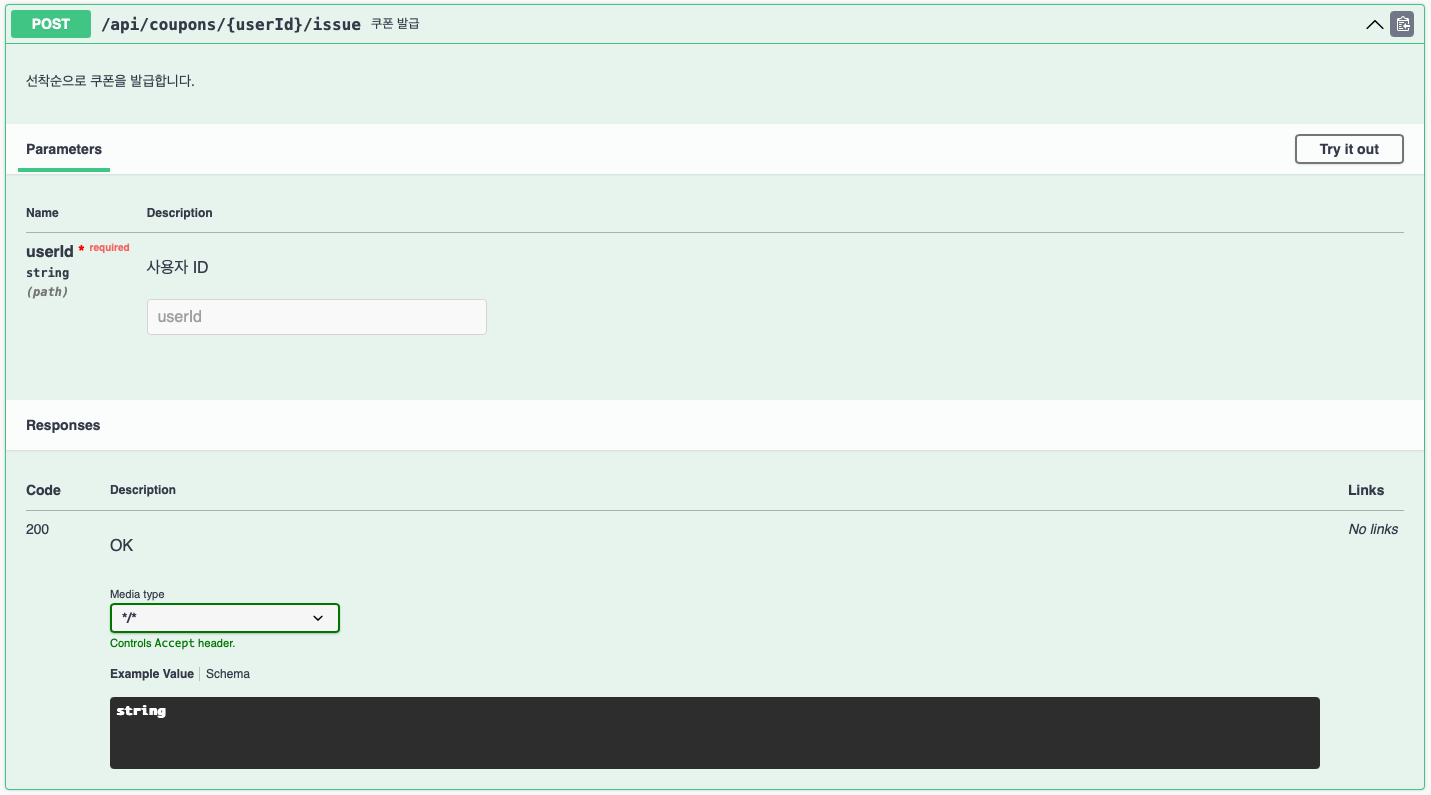 POST /api/coupons/{userId}/issue 쿠폰 발급
선착순으로 쿠폰을 발급합니다.
Parameters Try it out
Name Description
userId * required
string
(path)
사용자 ID
userId
Responses
Code Description Links
200 No links
OK
Media type
*/*
Controls Accept header.
Example Value Schema
string